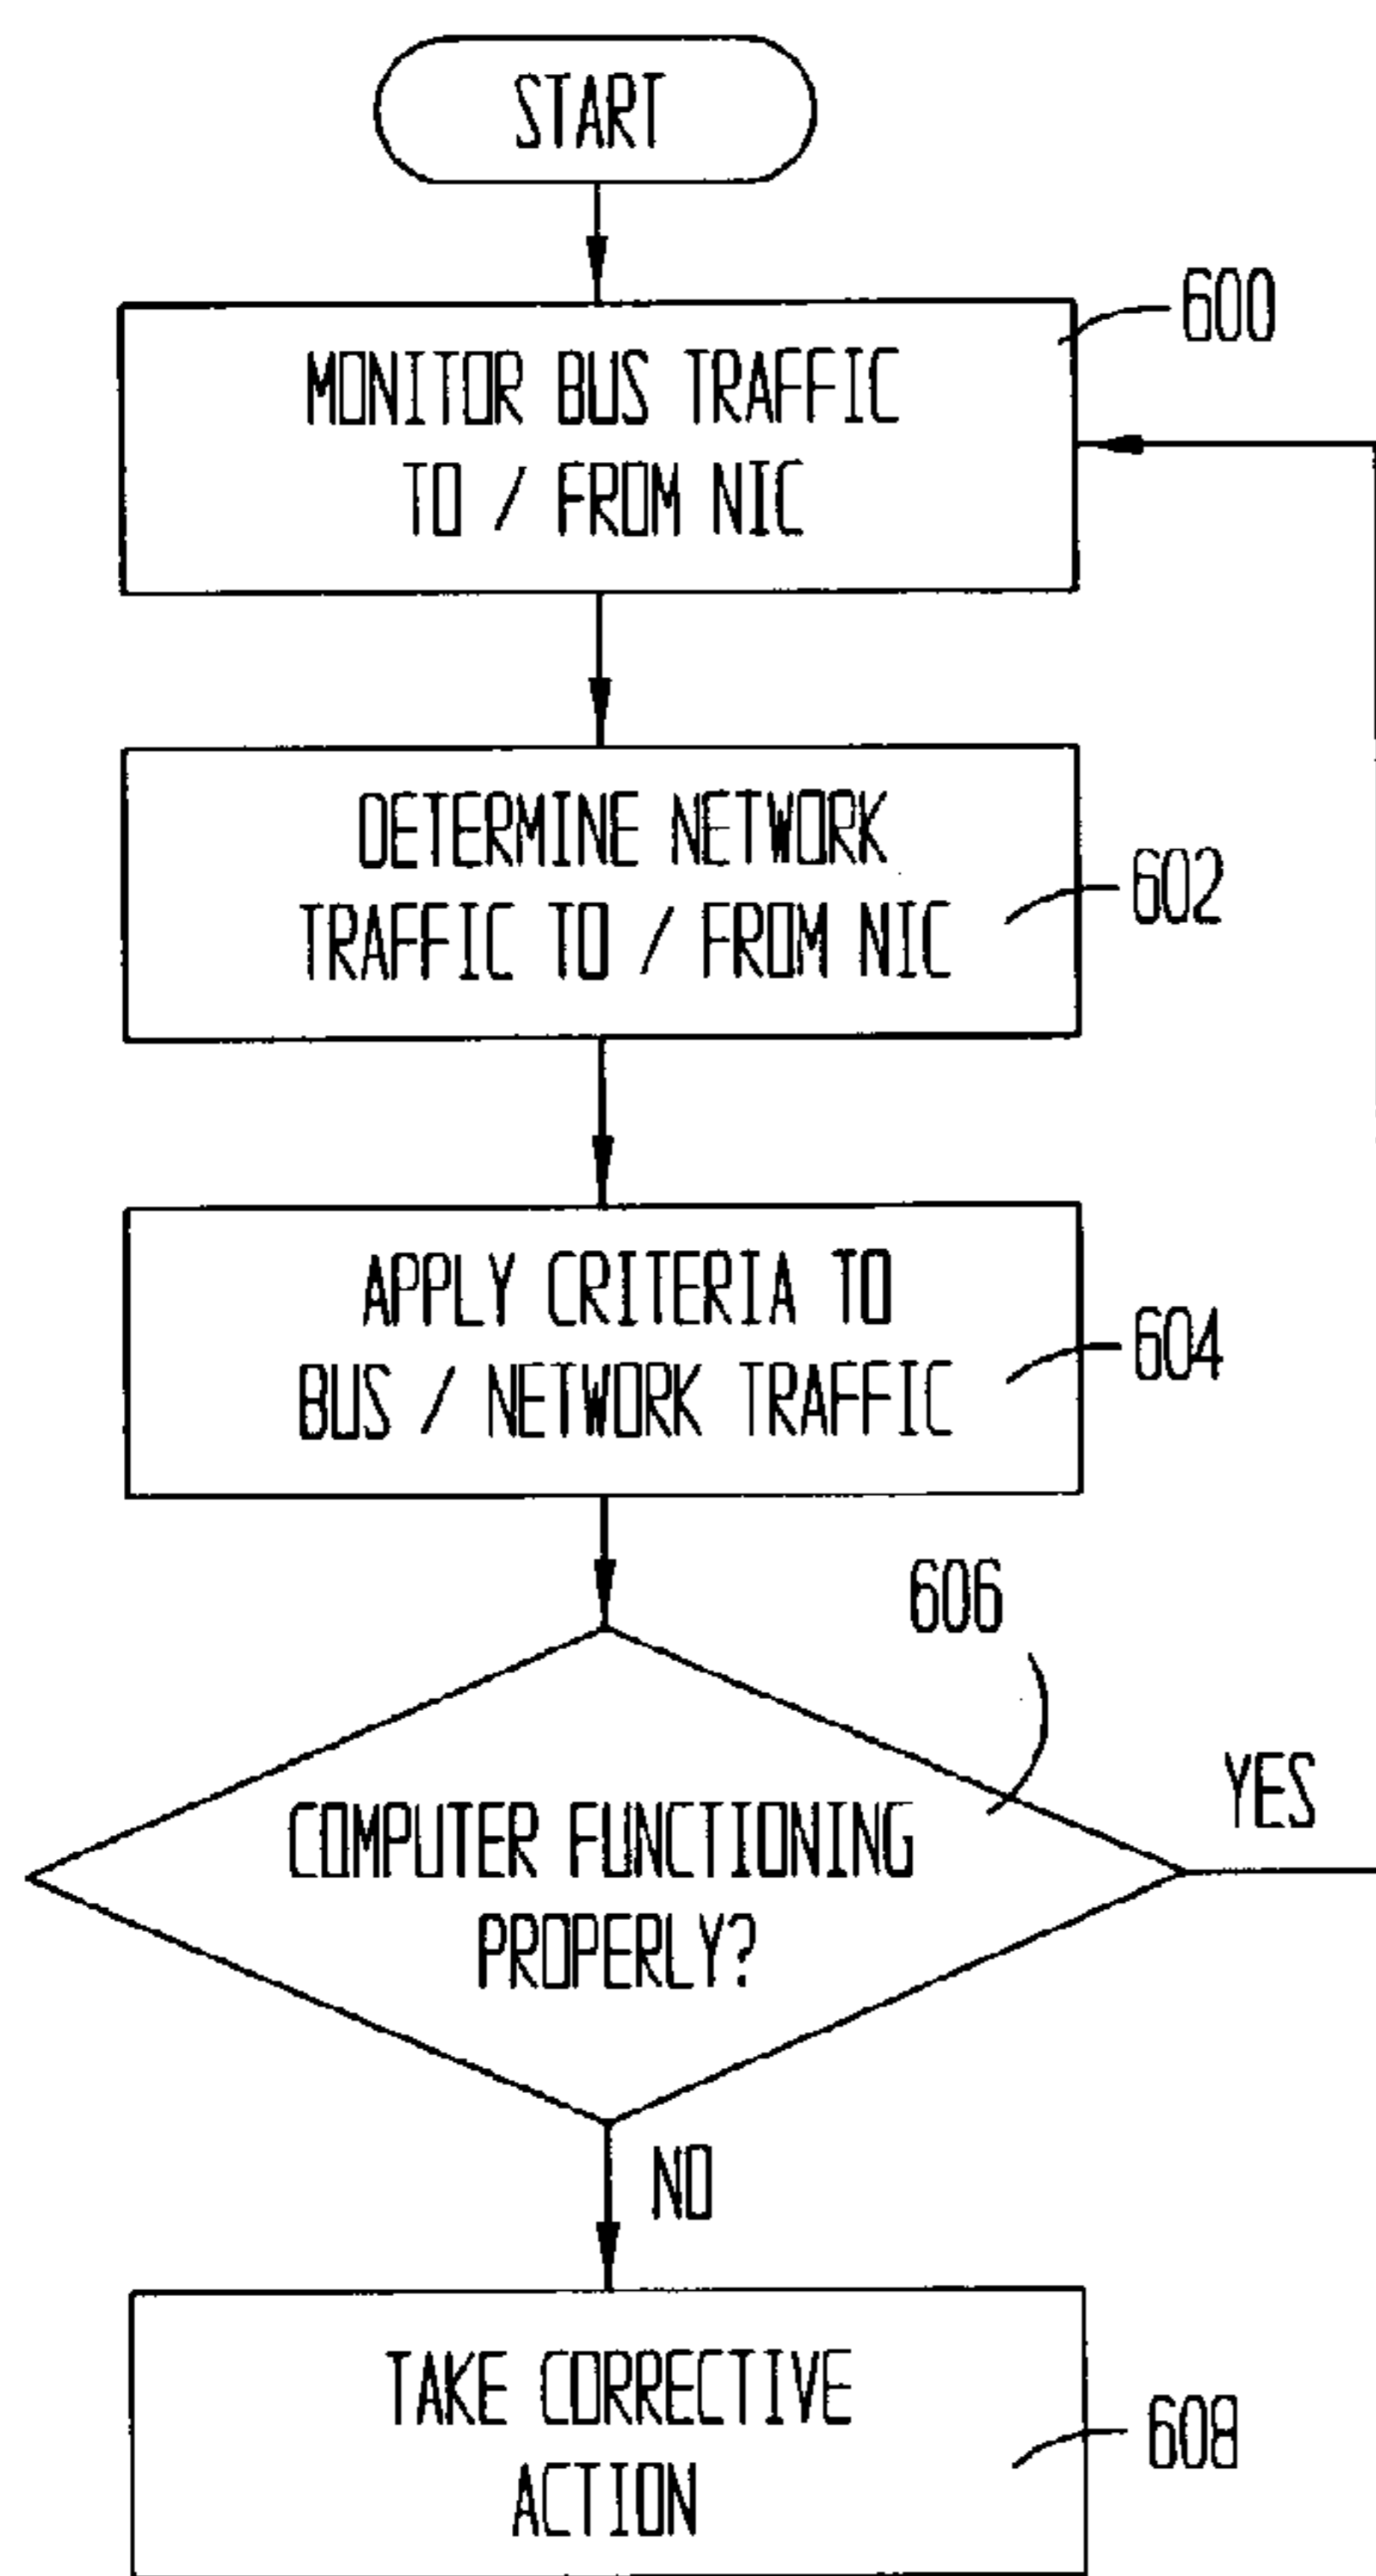 START
600
MONITOR BUS TRAFFIC
TO / FROM NIC
DETERMINE NETWORK
TRAFFIC TO / FROM NIC
602
APPLY CRITERIA TO
BUS / NETWORK TRAFFIC
604
606
YES
COMPUTER FUNCTIONING
PROPERLY?
NO
TAKE CORRECTIVE
ACTION
608